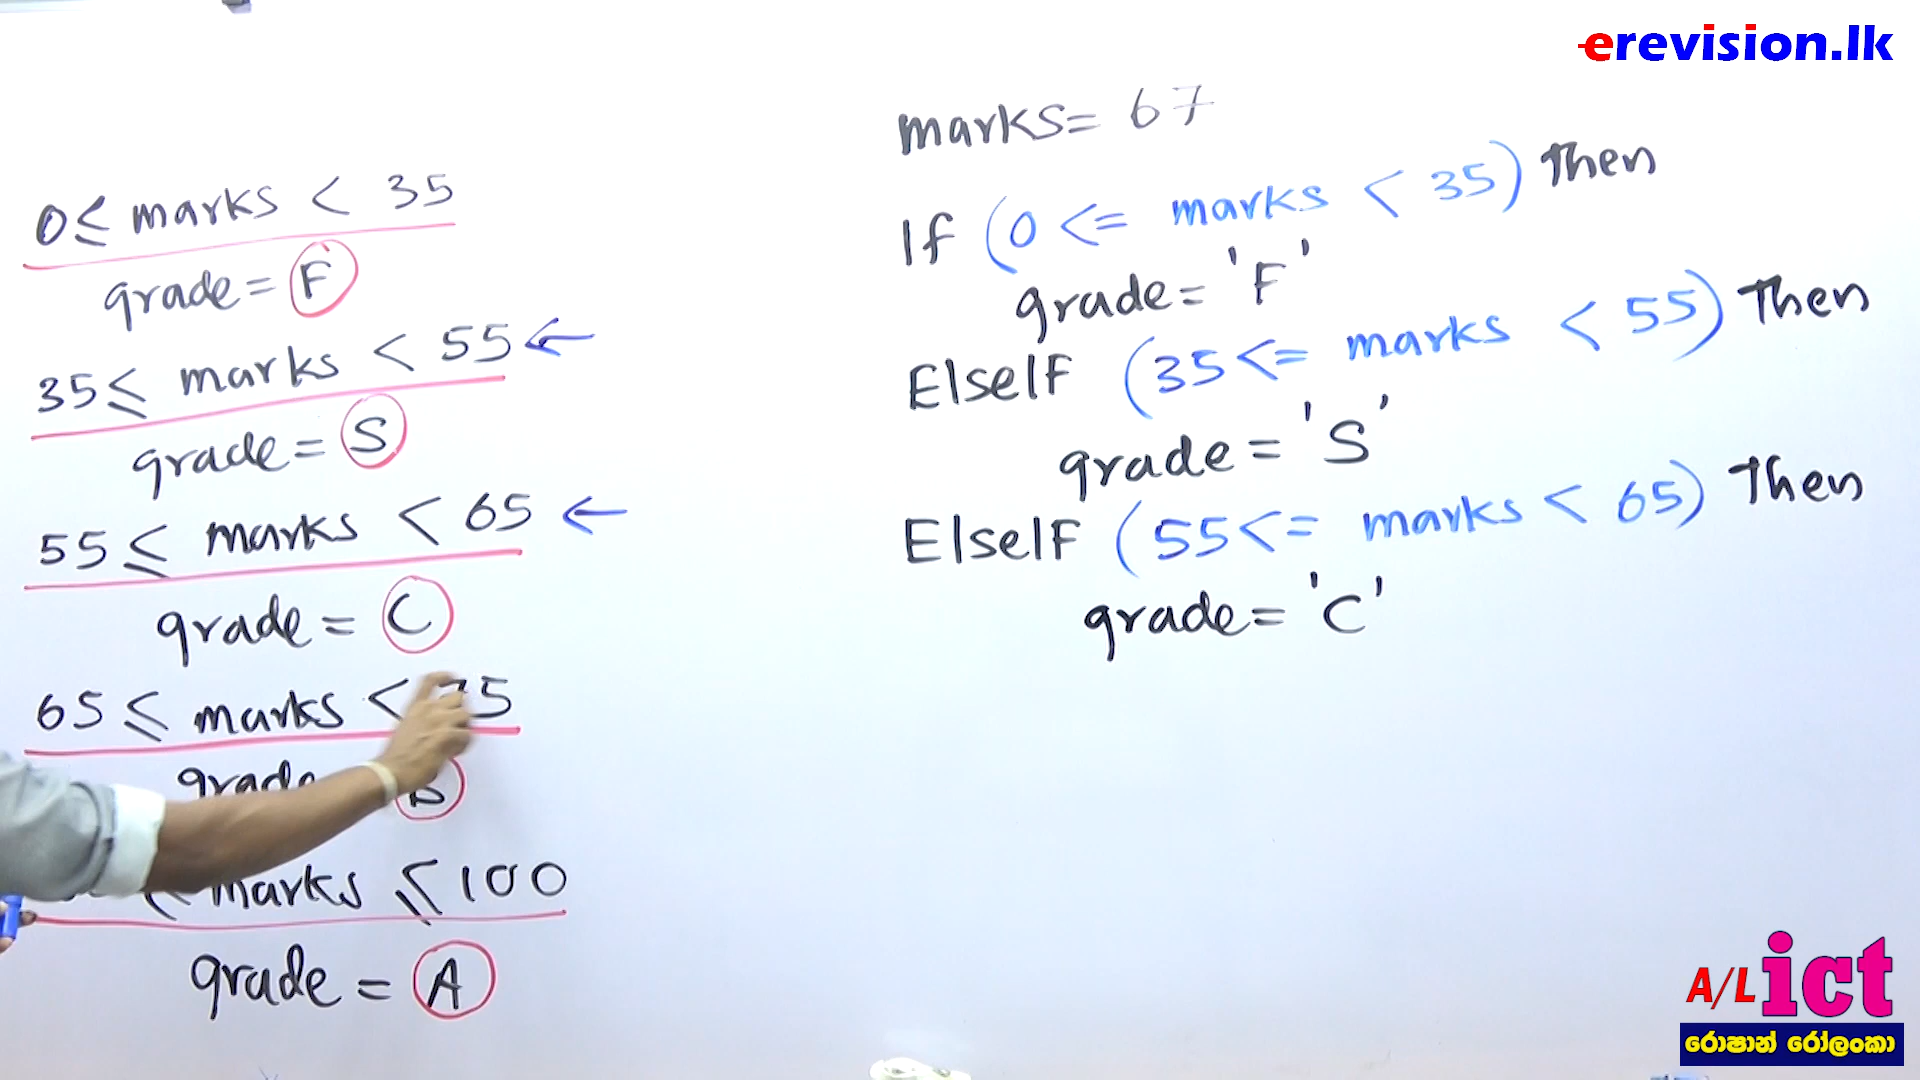 erevision.lk
0 ≤ marks < 35
grade = F
35 ≤ marks < 55 ←
grade = S
55 ≤ marks < 65 ←
grade = C
65 ≤ marks < 75
grade B
≤ marks ≤ 100
grade = A
marks= 67
If (0 <= marks < 35) Then
grade= 'F'
ElseIF (35 <= marks < 55) Then
grade = 'S'
ElseIF (55 <= marks < 65) Then
grade= 'C'
A/L ict
රොෂාන් රෝලංකා